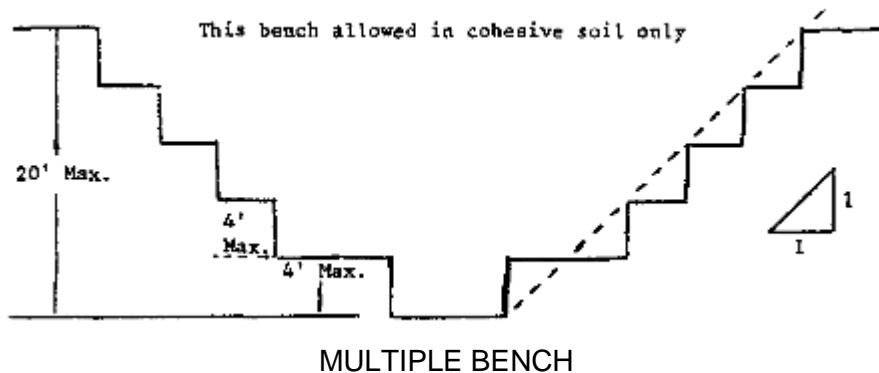 This bench allowed in cohesive soil only
20' Max.
4'
Max.
4' Max.
1
1
MULTIPLE BENCH